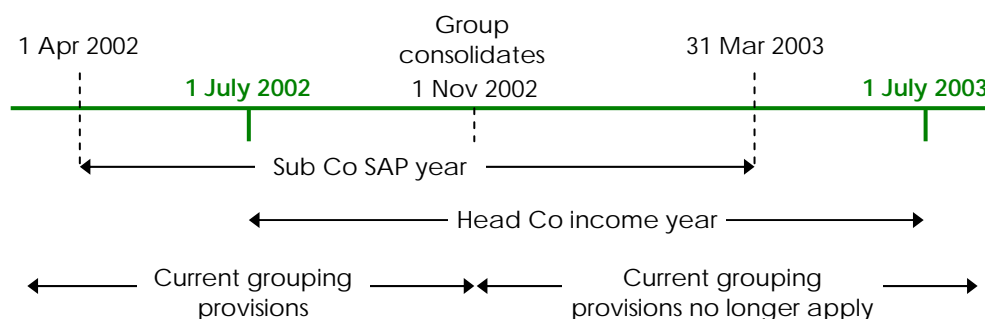 Group
consolidates
1 Apr 2002
31 Mar 2003
1 July 2002
1 Nov 2002
1 July 2003
Sub Co SAP year
Head Co income year
Current grouping
provisions
Current grouping
provisions no longer apply